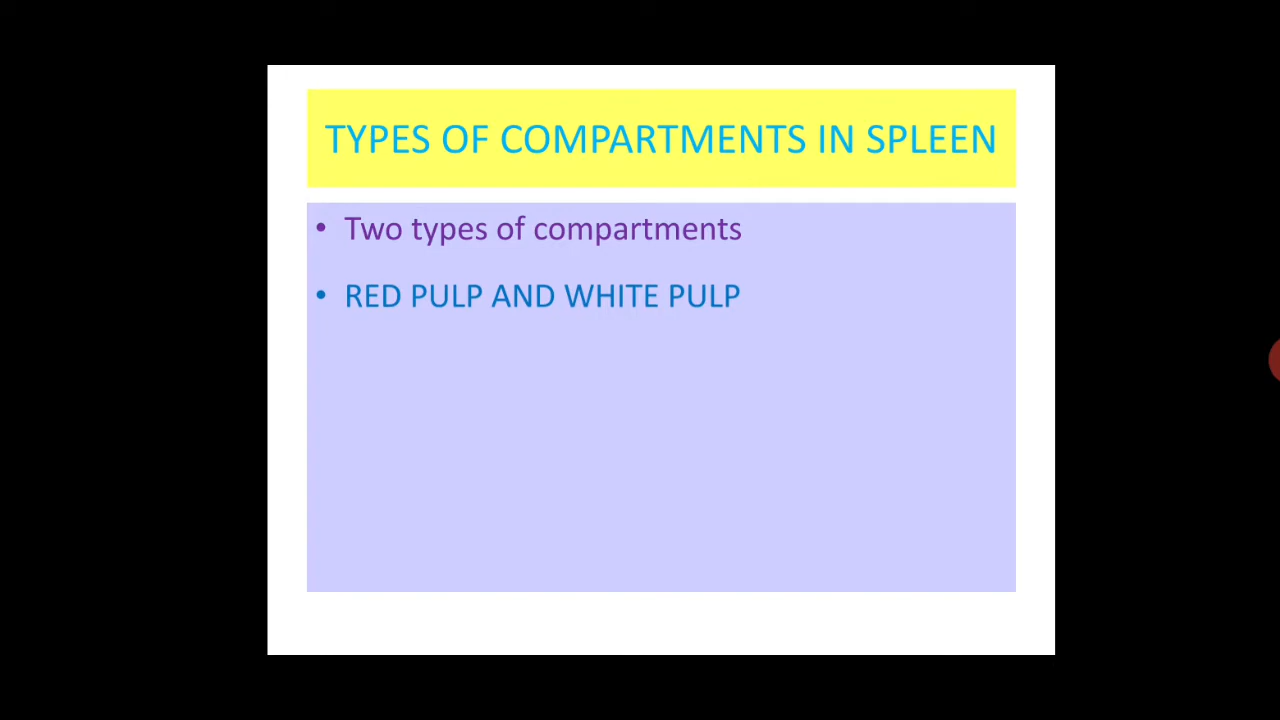 TYPES OF COMPARTMENTS IN SPLEEN
• Two types of compartments
• RED PULP AND WHITE PULP